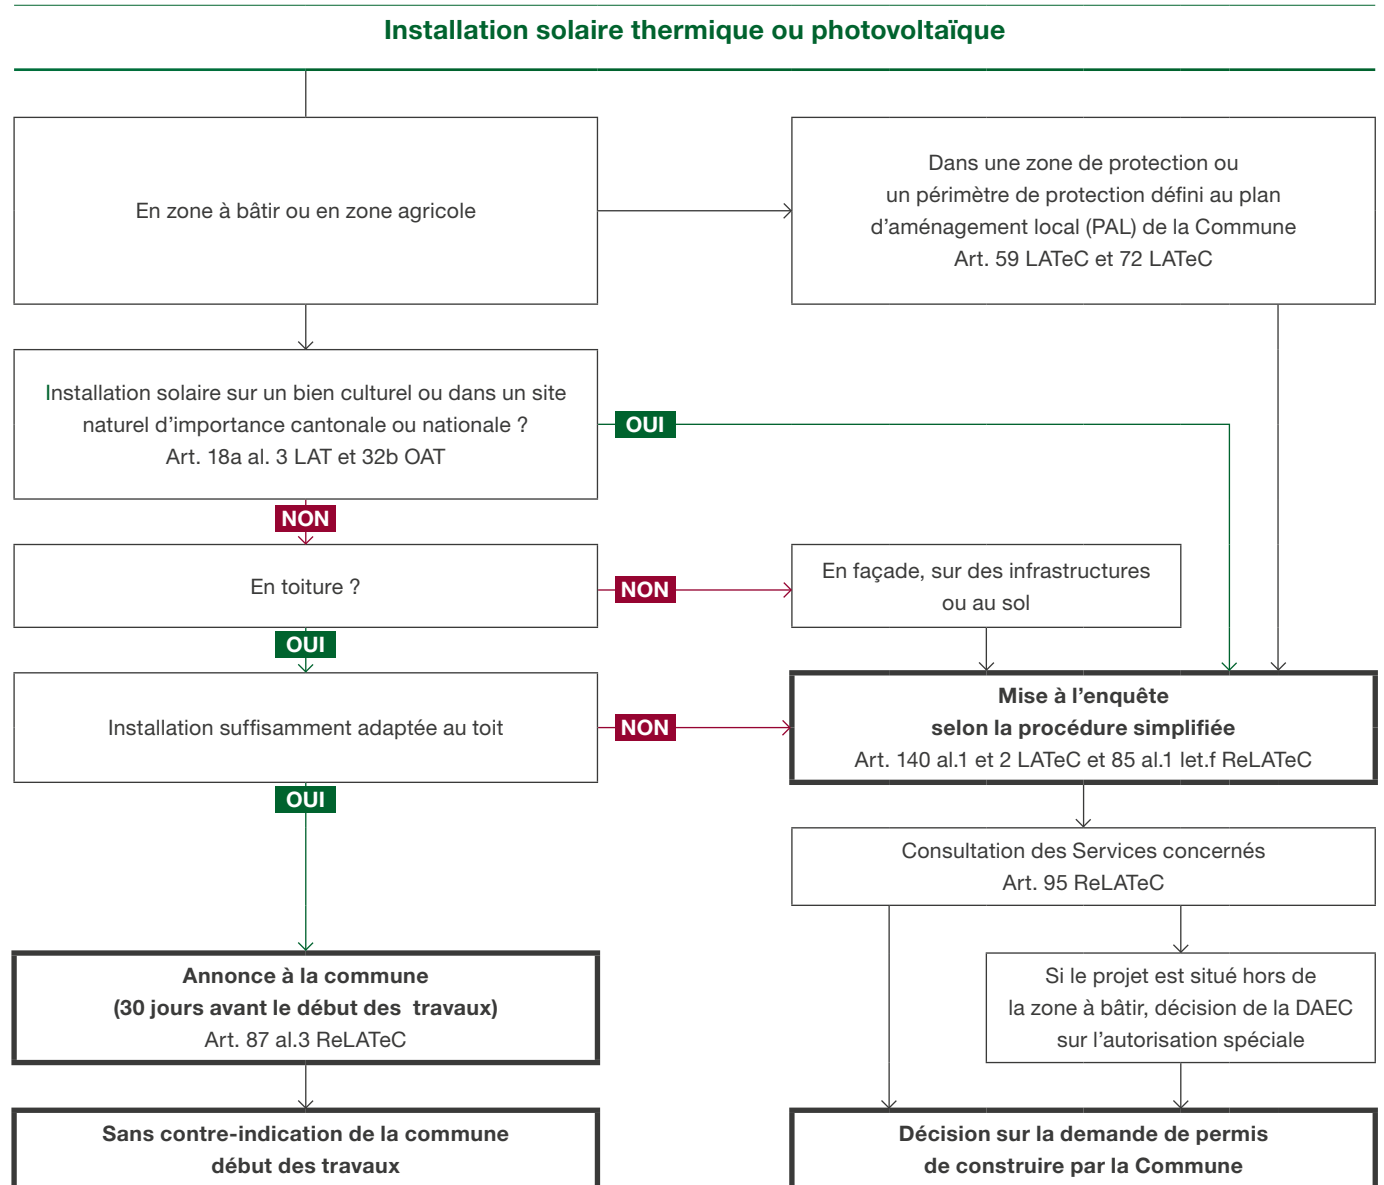 Installation solaire thermique ou photovoltaïque
En zone à bâtir ou en zone agricole
Dans une zone de protection ou
un périmètre de protection défini au plan
d’aménagement local (PAL) de la Commune
Art. 59 LATeC et 72 LATeC
Installation solaire sur un bien culturel ou dans un site
naturel d’importance cantonale ou nationale ?
Art. 18a al. 3 LAT et 32b OAT
OUI
NON
En toiture ?
NON
En façade, sur des infrastructures
ou au sol
OUI
Installation suffisamment adaptée au toit
NON
Mise à l’enquête
selon la procédure simplifiée
Art. 140 al.1 et 2 LATeC et 85 al.1 let.f ReLATeC
OUI
Consultation des Services concernés
Art. 95 ReLATeC
Annonce à la commune
(30 jours avant le début des  travaux)
Art. 87 al.3 ReLATeC
Si le projet est situé hors de
la zone à bâtir, décision de la DAEC
sur l’autorisation spéciale
Sans contre-indication de la commune
début des travaux
Décision sur la demande de permis
de construire par la Commune